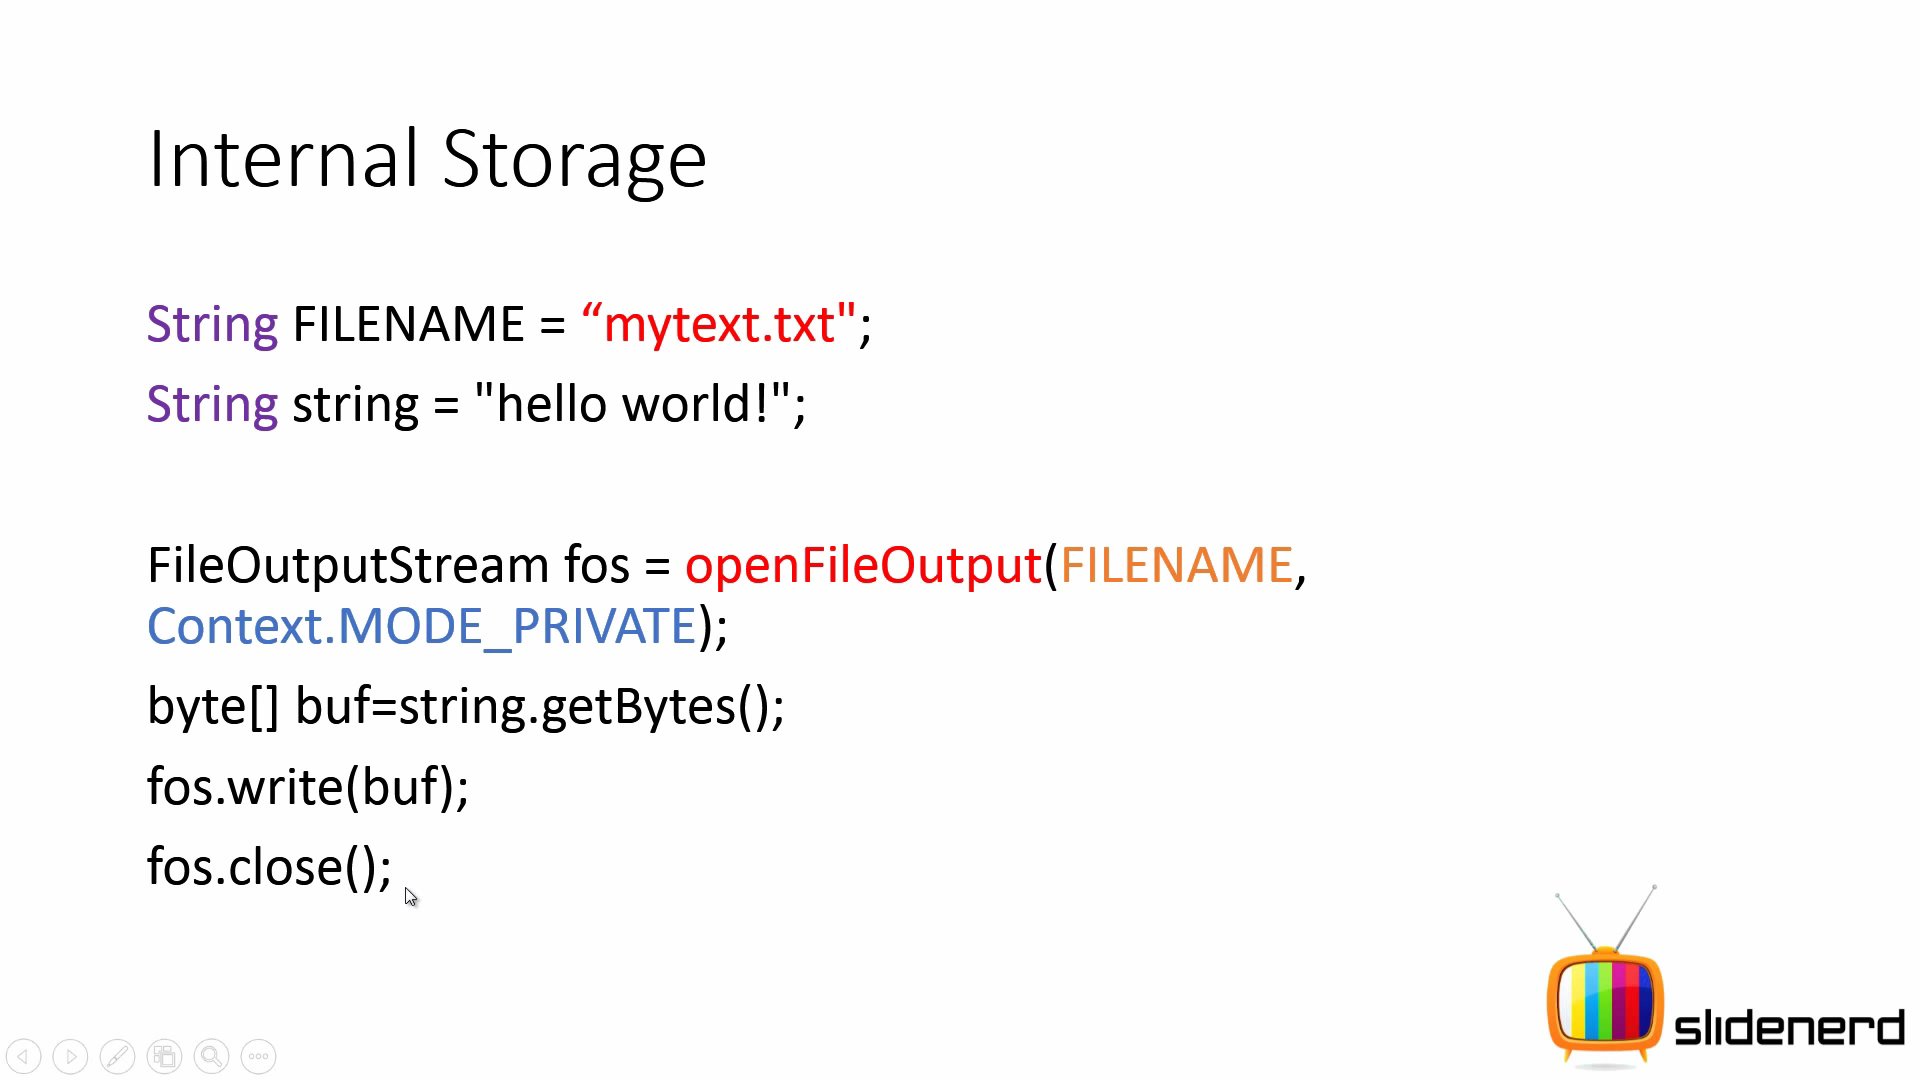 Internal Storage
String FILENAME = “mytext.txt";
String string = "hello world!";
FileOutputStream fos = openFileOutput(FILENAME,
Context.MODE_PRIVATE);
byte[] buf=string.getBytes();
fos.write(buf);
fos.close();
slidenerd